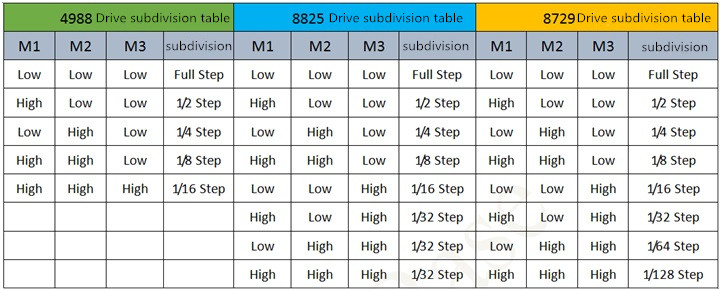 4988 Drive subdivision table 8825 Drive subdivision table 8729 Drive subdivision table
M1 M2 M3 subdivision M1 M2 M3 subdivision M1 M2 M3 subdivision
Low Low Low Full Step Low Low Low Full Step Low Low Low Full Step
High Low Low 1/2 Step High Low Low 1/2 Step High Low Low 1/2 Step
Low High Low 1/4 Step Low High Low 1/4 Step Low High Low 1/4 Step
High High Low 1/8 Step High High Low 1/8 Step High High Low 1/8 Step
High High High 1/16 Step Low Low High 1/16 Step Low Low High 1/16 Step
High Low High 1/32 Step High Low High 1/32 Step
Low High High 1/32 Step Low High High 1/64 Step
High High High 1/32 Step High High High 1/128 Step